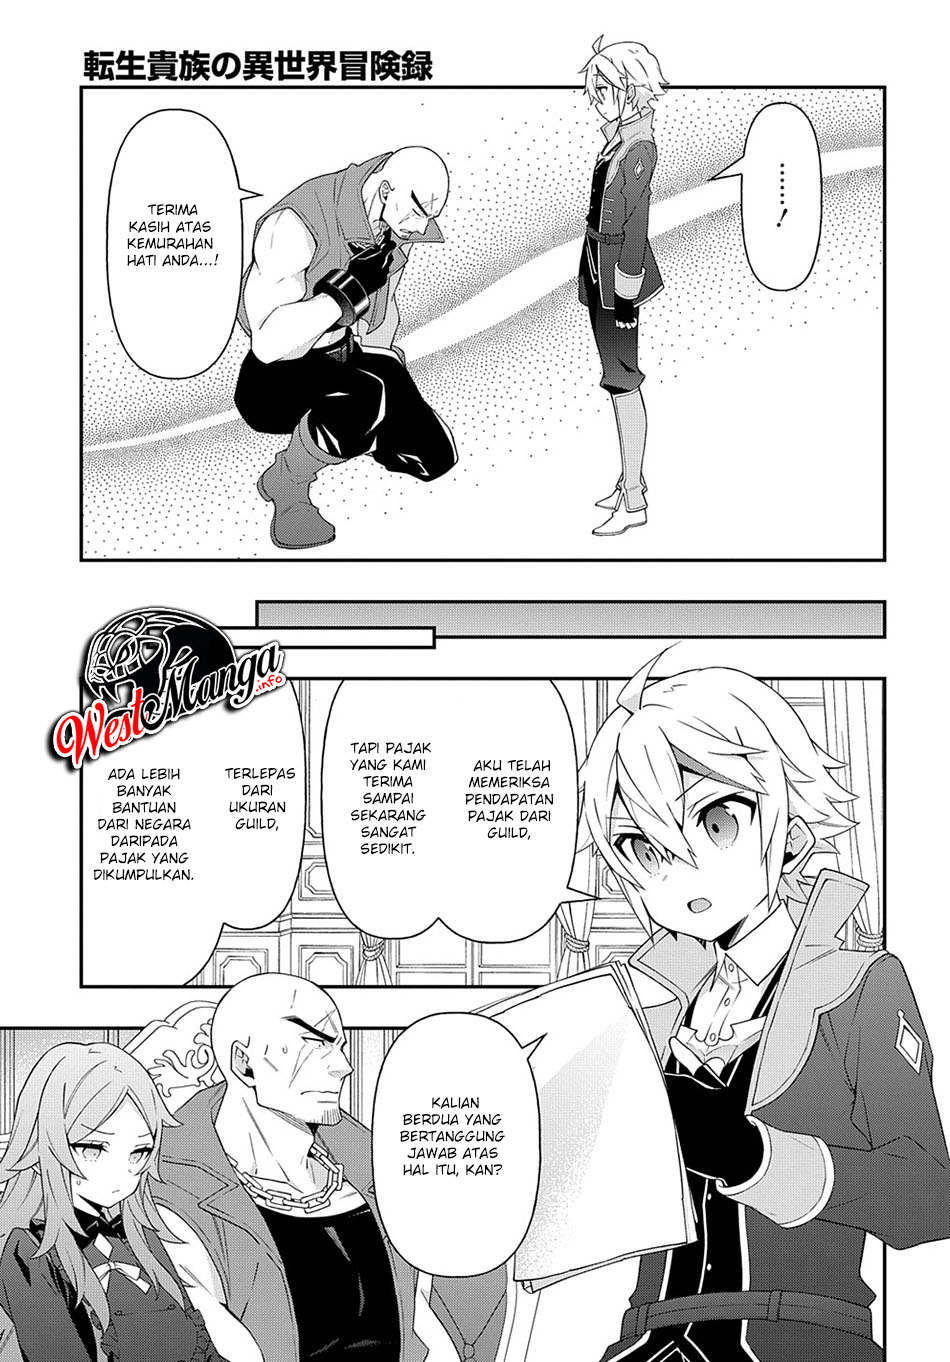 転生貴族の異世界冒険録
………！
TERIMA
KASIH ATAS
KEMURAHAN
HATI ANDA...!
AKU TELAH
MEMERIKSA
PENDAPATAN
PAJAK DARI
GUILD,
TAPI PAJAK
YANG KAMI
TERIMA
SAMPAI
SEKARANG
SANGAT
SEDIKIT.
TERLEPAS
DARI
UKURAN
GUILD,
ADA LEBIH
BANYAK
BANTUAN
DARI NEGARA
DARIPADA
PAJAK YANG
DIKUMPULKAN.
WestManga
.info
KALIAN
BERDUA YANG
BERTANGGUNG
JAWAB ATAS
HAL ITU, KAN?